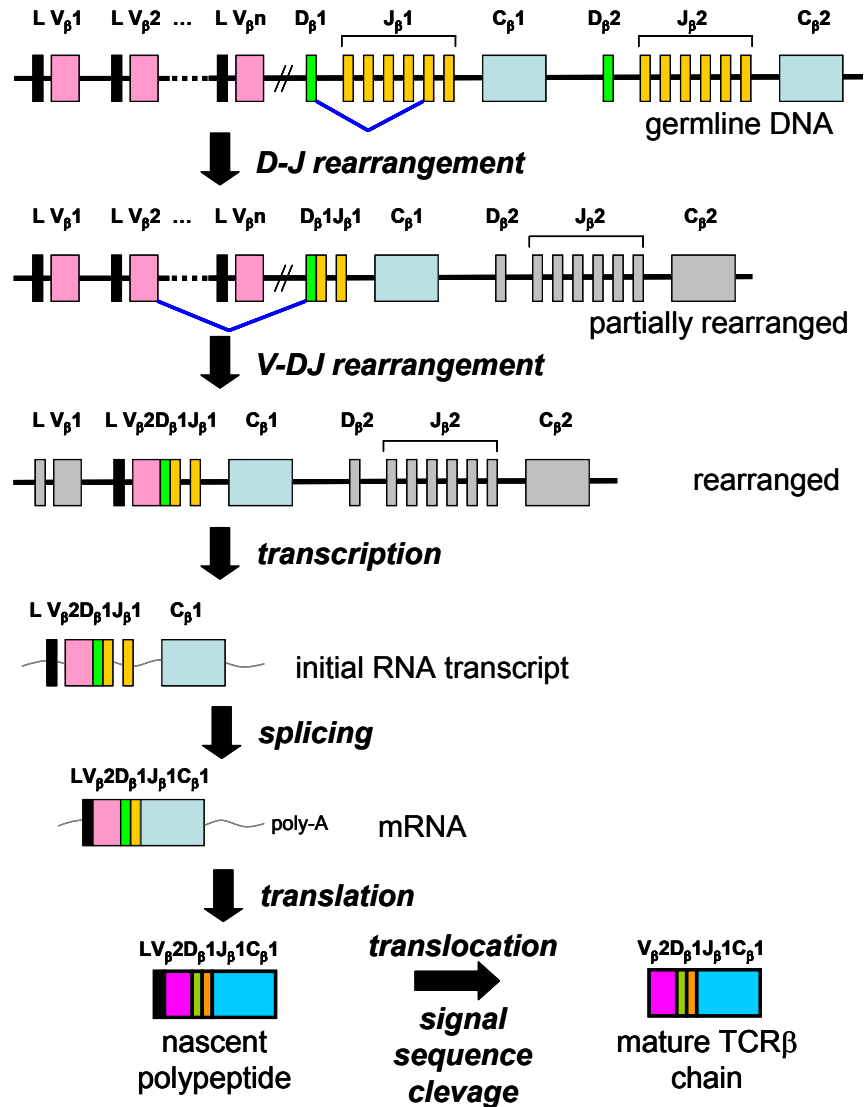 L Vβ1 L Vβ2 ... L Vβn Dβ1 Jβ1 Cβ1 Dβ2 Jβ2 Cβ2
germline DNA
D-J rearrangement
L Vβ1 L Vβ2 ... L Vβn Dβ1Jβ1 Cβ1 Dβ2 Jβ2 Cβ2
partially rearranged
V-DJ rearrangement
L Vβ1 L Vβ2Dβ1Jβ1 Cβ1 Dβ2 Jβ2 Cβ2
rearranged
transcription
L Vβ2Dβ1Jβ1 Cβ1
initial RNA transcript
splicing
LVβ2Dβ1Jβ1Cβ1
poly-A
mRNA
translation
LVβ2Dβ1Jβ1Cβ1
nascent
polypeptide
translocation
signal
sequence
clevage
Vβ2Dβ1Jβ1Cβ1
mature TCRβ
chain